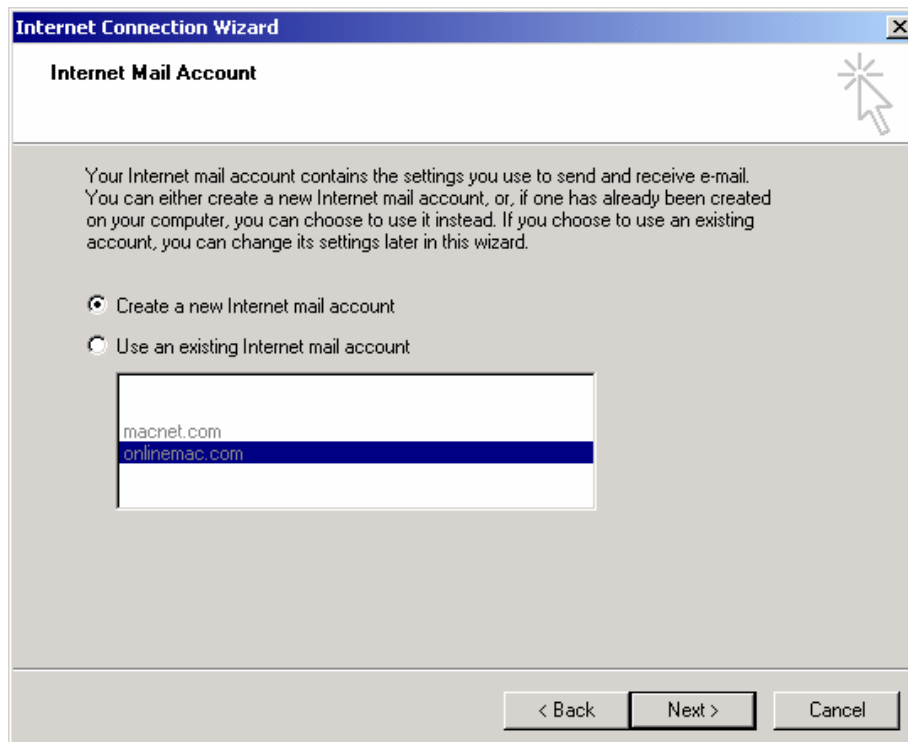 Internet Connection Wizard
Internet Mail Account
Your Internet mail account contains the settings you use to send and receive e-mail.
You can either create a new Internet mail account, or, if one has already been created
on your computer, you can choose to use it instead. If you choose to use an existing
account, you can change its settings later in this wizard.
Create a new Internet mail account
Use an existing Internet mail account
macnet.com
onlinemac.com
< Back
Next >
Cancel